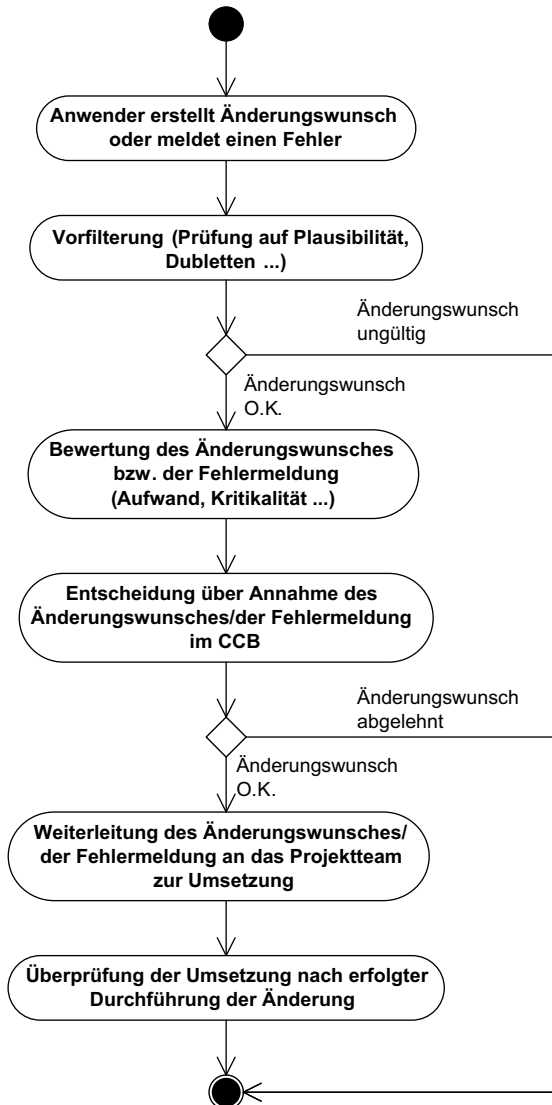 Anwender erstellt Änderungswunsch
oder meldet einen Fehler
Vorfilterung (Prüfung auf Plausibilität,
Dubletten ...)
Änderungswunsch
ungültig
Änderungswunsch
O.K.
Bewertung des Änderungswunsches
bzw. der Fehlermeldung
(Aufwand, Kritikalität ...)
Entscheidung über Annahme des
Änderungswunsches/der Fehlermeldung
im CCB
Änderungswunsch
abgelehnt
Änderungswunsch
O.K.
Weiterleitung des Änderungswunsches/
der Fehlermeldung an das Projektteam
zur Umsetzung
Überprüfung der Umsetzung nach erfolgter
Durchführung der Änderung